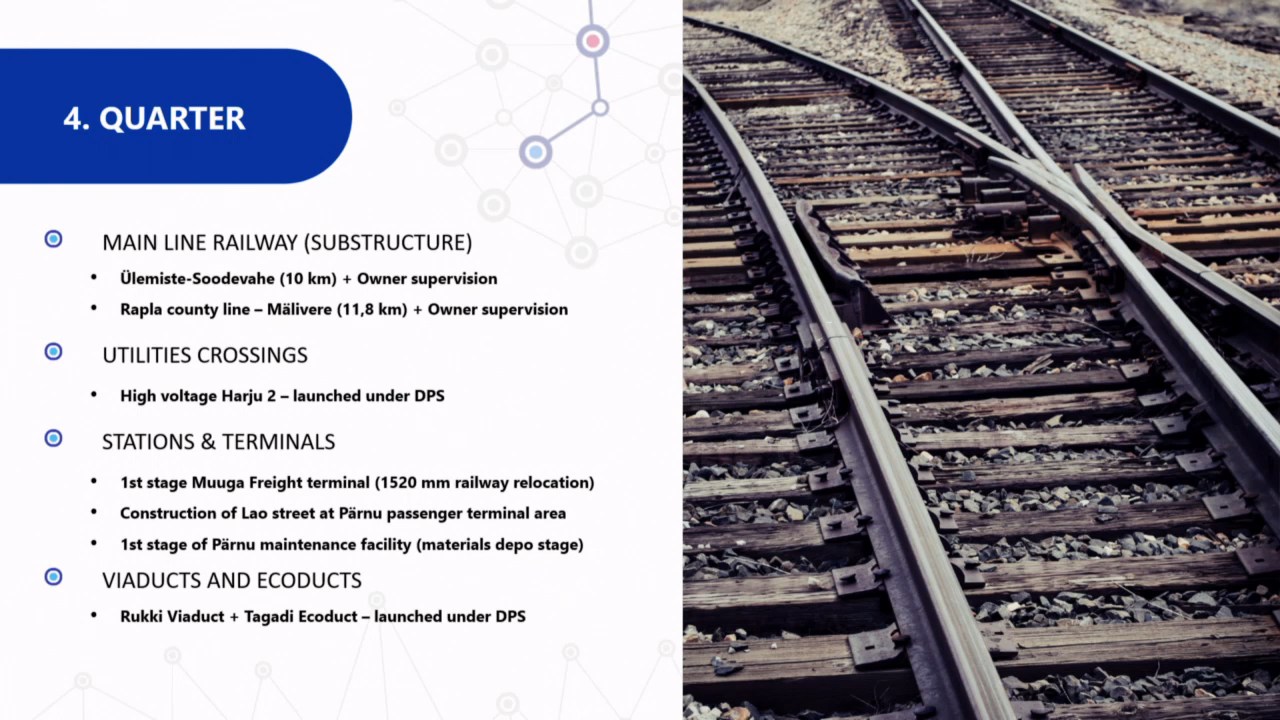 4. QUARTER
MAIN LINE RAILWAY (SUBSTRUCTURE)
• Ülemiste-Soodevahe (10 km) + Owner supervision
• Rapla county line – Mälivere (11,8 km) + Owner supervision
UTILITIES CROSSINGS
• High voltage Harju 2 – launched under DPS
STATIONS & TERMINALS
• 1st stage Muuga Freight terminal (1520 mm railway relocation)
• Construction of Lao street at Pärnu passenger terminal area
• 1st stage of Pärnu maintenance facility (materials depo stage)
VIADUCTS AND ECODUCTS
• Rukki Viaduct + Tagadi Ecoduct – launched under DPS